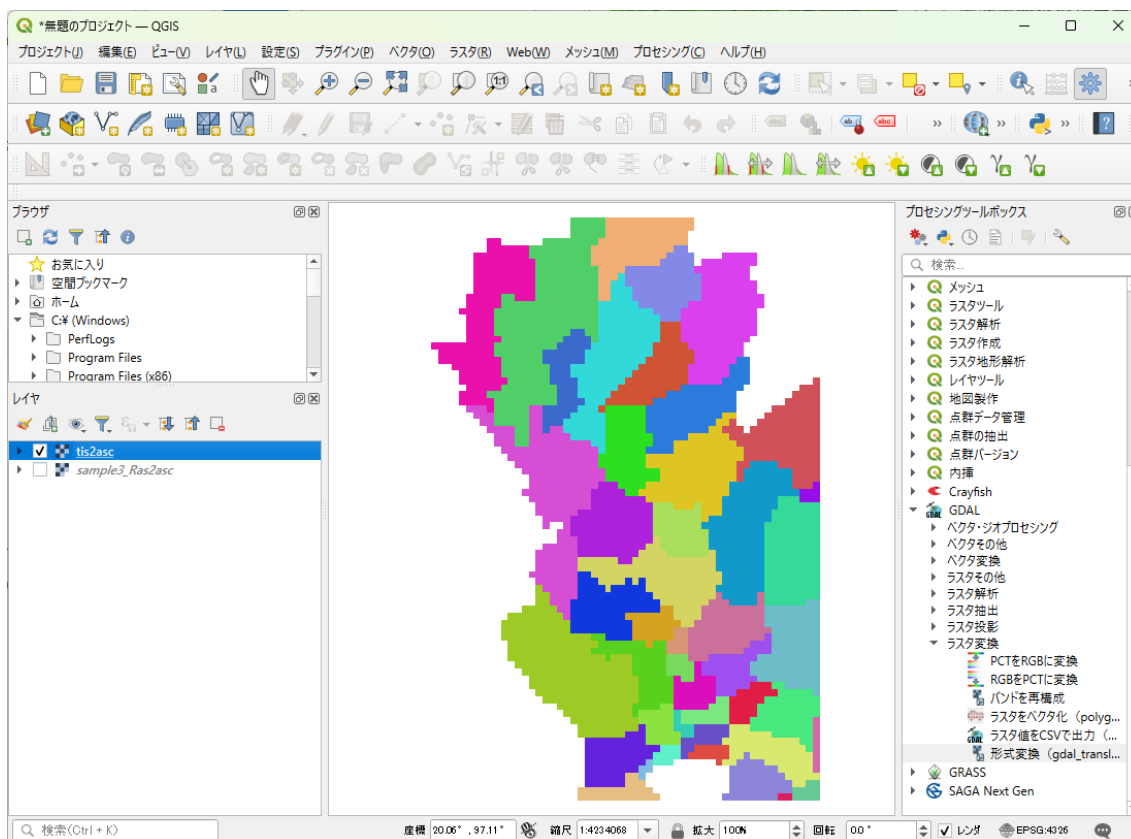 *無題のプロジェクト — QGIS
プロジェクト(J) 編集(E) ビュー(V) レイヤ(L) 設定(S) プラグイン(P) ベクタ(O) ラスタ(R) Web(W) メッシュ(M) プロセシング(C) ヘルプ(H)
ブラウザ
お気に入り
空間ブックマーク
ホーム
C:¥ (Windows)
PerfLogs
Program Files
Program Files (x86)
レイヤ
tis2asc
sample3_Ras2asc
プロセシングツールボックス
検索...
メッシュ
ラスタツール
ラスタ解析
ラスタ作成
ラスタ地形解析
レイヤツール
地図製作
点群データ管理
点群の抽出
点群バージョン
内挿
Crayfish
GDAL
ベクタ・ジオプロセシング
ベクタその他
ベクタ変換
ラスタその他
ラスタ解析
ラスタ抽出
ラスタ投影
ラスタ変換
PCTをRGBに変換
RGBをPCTに変換
バンドを再構成
ラスタをベクタ化（polyg...
ラスタ値をCSVで出力（...
形式変換（gdal_transl...
GRASS
SAGA Next Gen
検索(Ctrl + K) 座標 20.06°,97.11° 縮尺 1:4234068 拡大 100% 回転 0.0° レンダ EPSG:4326